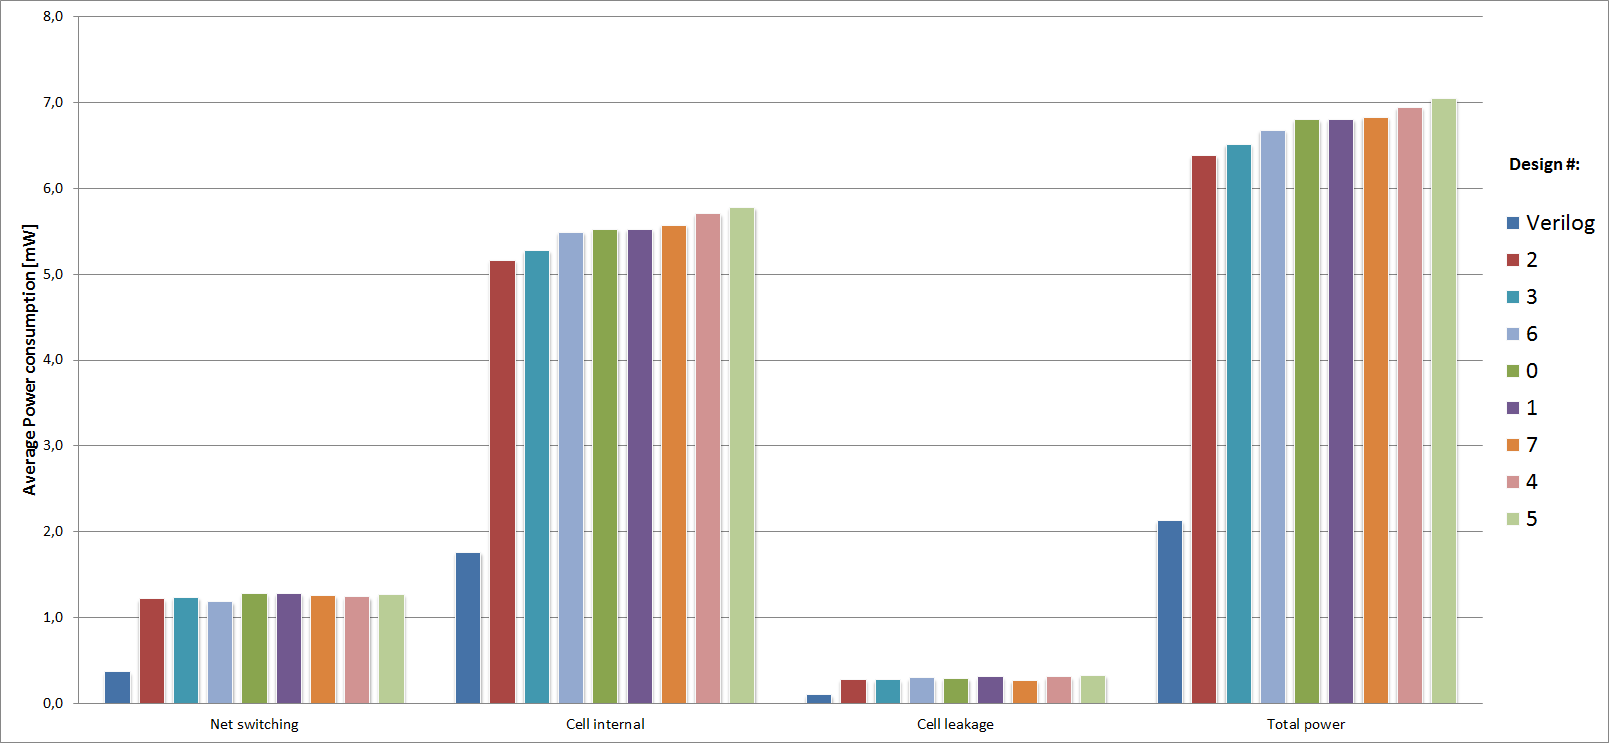 8,0
7,0
6,0
5,0
4,0
3,0
2,0
1,0
0,0
Average Power consumption [mW]
Net switching
Cell internal
Cell leakage
Total power
Design #:
Verilog
2
3
6
0
1
7
4
5